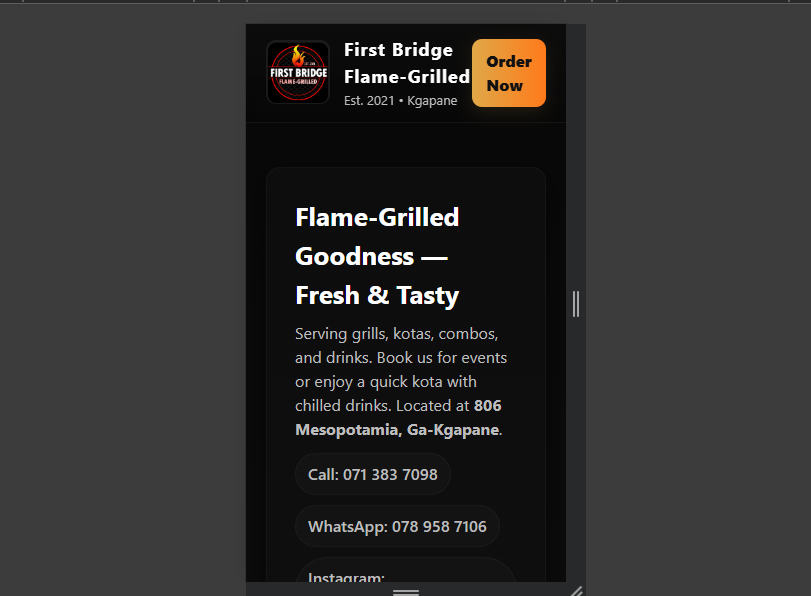 FIRST BRIDGE
FLAME-GRILLED
First Bridge
Flame-Grilled
Est. 2021 • Kgapane
Order
Now
Flame-Grilled
Goodness —
Fresh & Tasty
Serving grills, kotas, combos,
and drinks. Book us for events
or enjoy a quick kota with
chilled drinks. Located at 806
Mesopotamia, Ga-Kgapane.
Call: 071 383 7098
WhatsApp: 078 958 7106
Instagram: